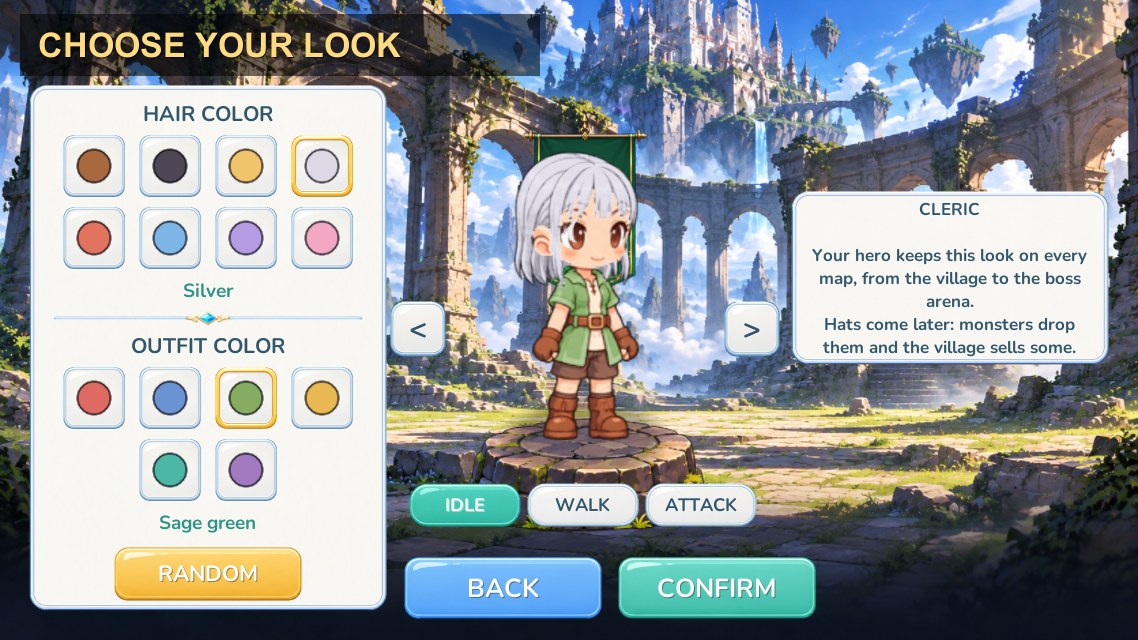 CHOOSE YOUR LOOK
HAIR COLOR
Silver
OUTFIT COLOR
Sage green
RANDOM
<
>
IDLE
WALK
ATTACK
BACK
CONFIRM
CLERIC
Your hero keeps this look on every
map, from the village to the boss
arena.
Hats come later: monsters drop
them and the village sells some.